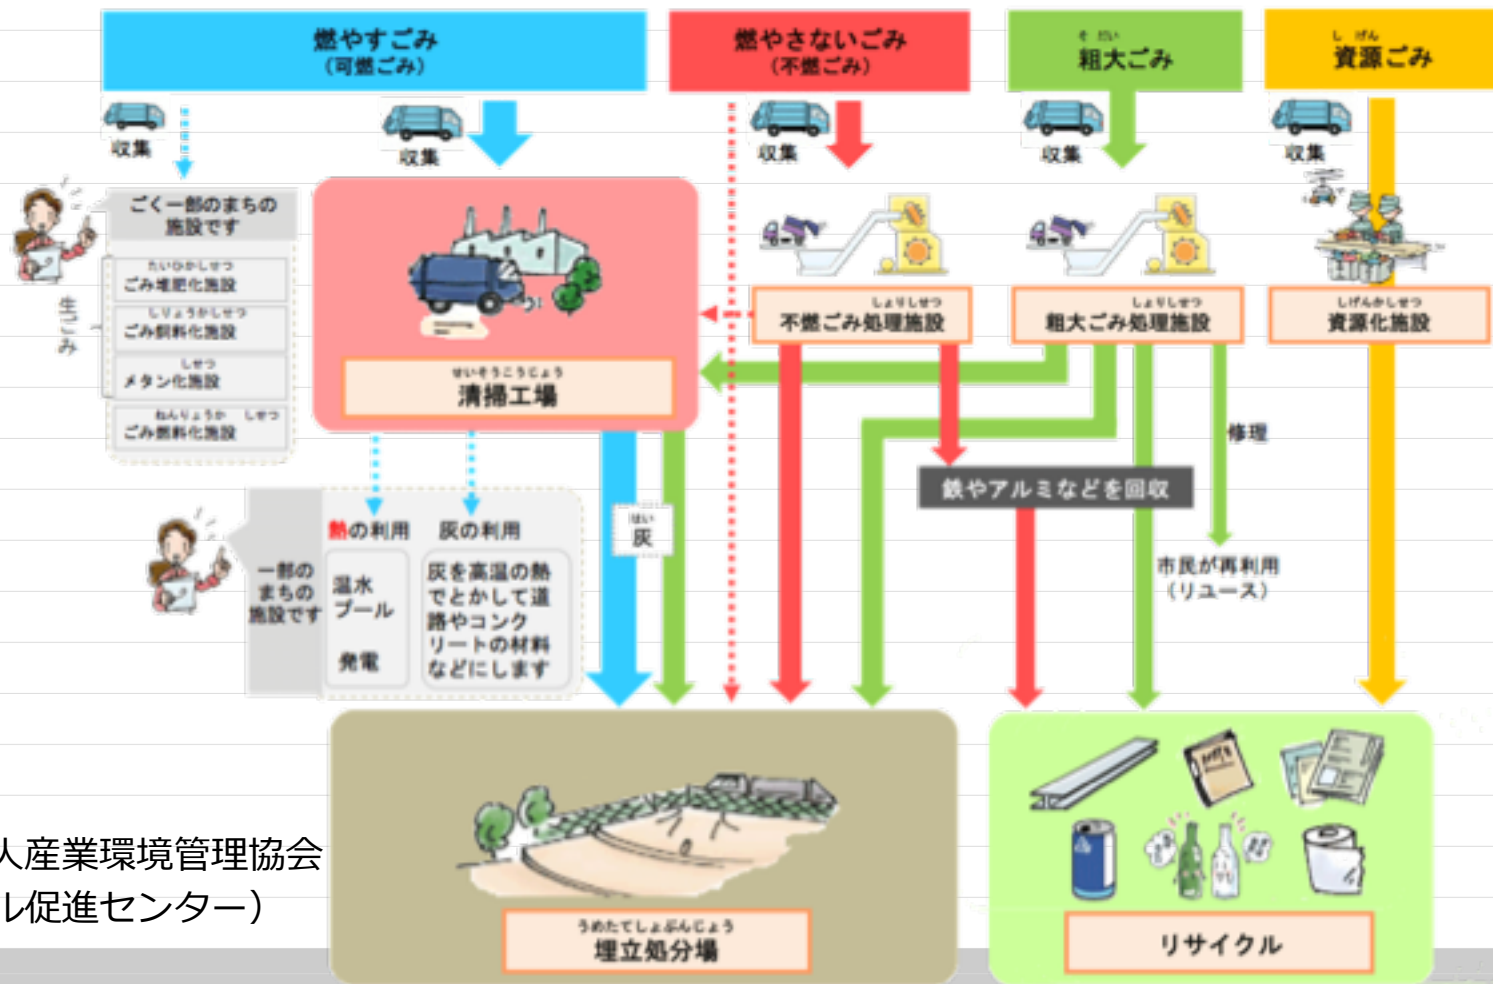 燃やすごみ
（可燃ごみ）
燃やさないごみ
（不燃ごみ）
そ だい
粗大ごみ
し げん
資源ごみ
収集
収集
収集
収集
収集
ごく一部のまちの
施設です
生ごみ
たいひかしせつ
ごみ堆肥化施設
しりょうかしせつ
ごみ飼料化施設
しせつ
メタン化施設
ねんりょうか しせつ
ごみ燃料化施設
せいそうこうじょう
清掃工場
しょりしせつ
不燃ごみ処理施設
しょりしせつ
粗大ごみ処理施設
しげんかしせつ
資源化施設
修理
鉄やアルミなどを回収
市民が再利用
（リユース）
一部の
まちの
施設です
熱の利用
温水
プール
発電
灰の利用
灰を高温の熱
でとかして道
路やコンク
リートの材料
などにします
はい
灰
うめたてしょぶんじょう
埋立処分場
リサイクル
人産業環境管理協会
ル促進センター）